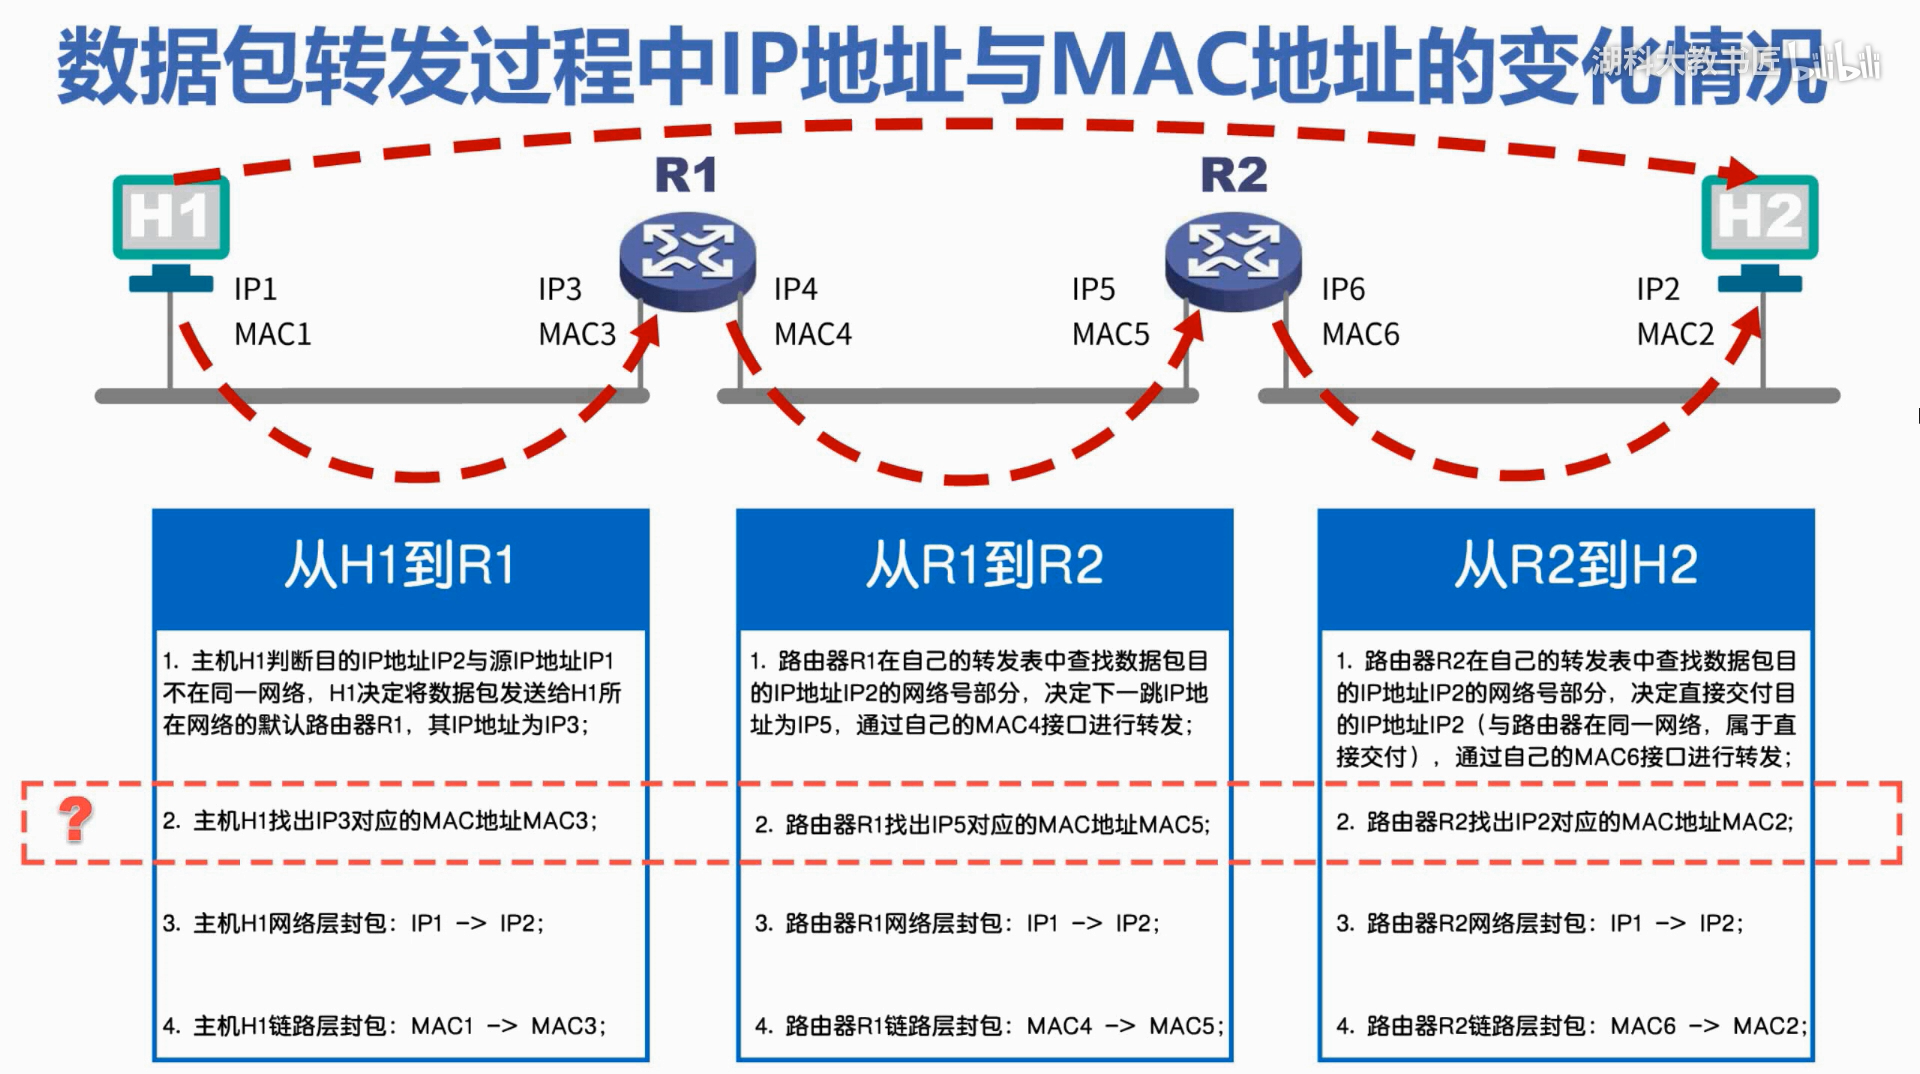 数据包转发过程中IP地址与MAC地址的变化情况
湖科大教书匠 bilibili
R1
R2
H1
H2
IP1
IP3
IP4
IP5
IP6
IP2
MAC1
MAC3
MAC4
MAC5
MAC6
MAC2
从H1到R1
1. 主机H1判断目的IP地址IP2与源IP地址IP1
不在同一网络，H1决定将数据包发送给H1所
在网络的默认路由器R1，其IP地址为IP3；
?
2. 主机H1找出IP3对应的MAC地址MAC3；
3. 主机H1网络层封包：IP1 -> IP2；
4. 主机H1链路层封包：MAC1 -> MAC3；
从R1到R2
1. 路由器R1在自己的转发表中查找数据包目
的IP地址IP2的网络号部分，决定下一跳IP地
址为IP5，通过自己的MAC4接口进行转发；
2. 路由器R1找出IP5对应的MAC地址MAC5；
3. 路由器R1网络层封包：IP1 -> IP2；
4. 路由器R1链路层封包：MAC4 -> MAC5；
从R2到H2
1. 路由器R2在自己的转发表中查找数据包目
的IP地址IP2的网络号部分，决定直接交付目
的IP地址IP2（与路由器在同一网络，属于直
接交付），通过自己的MAC6接口进行转发；
2. 路由器R2找出IP2对应的MAC地址MAC2；
3. 路由器R2网络层封包：IP1 -> IP2；
4. 路由器R2链路层封包：MAC6 -> MAC2；